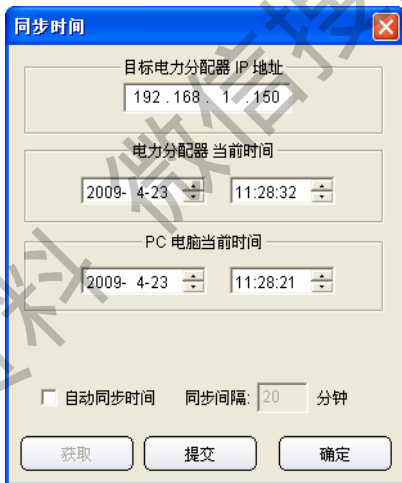 同步时间
目标电力分配器 IP 地址
192 . 168 . 1 . 150
电力分配器 当前时间
2009- 4-23 11:28:32
PC 电脑当前时间
2009- 4-23 11:28:21
自动同步时间 同步间隔: 20 分钟
获取 提交 确定